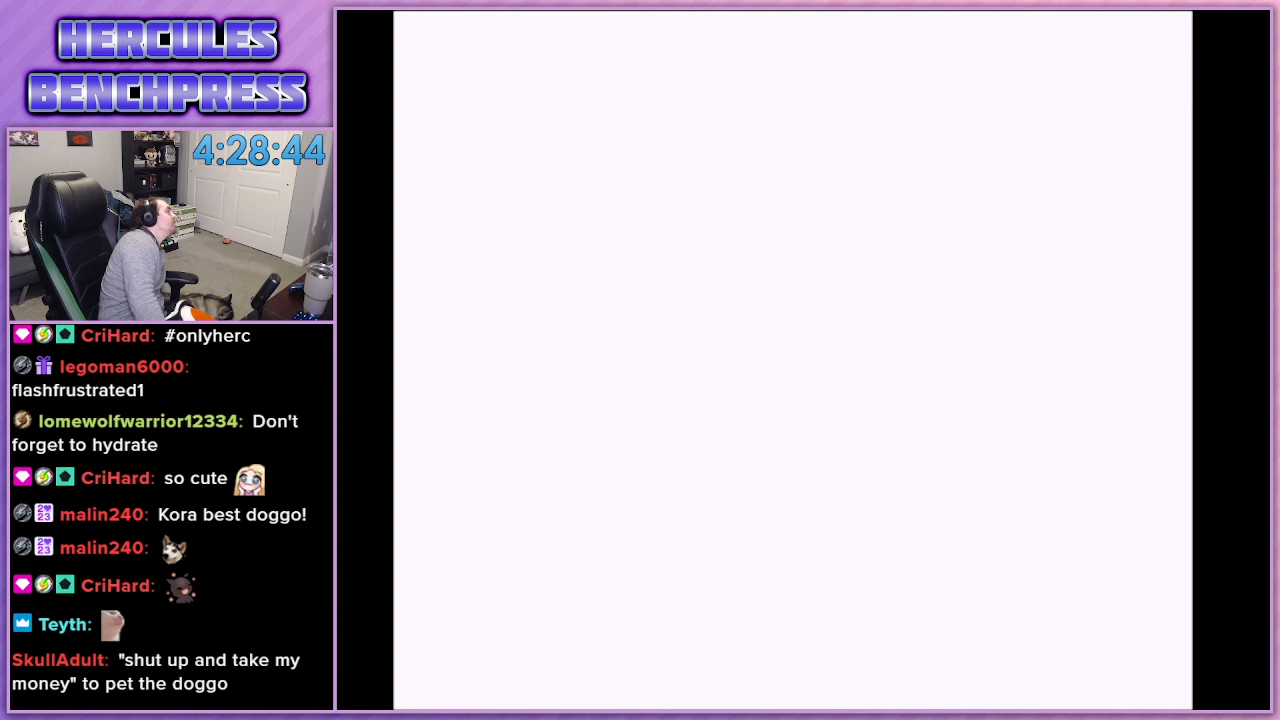 HERCULES
BENCHPRESS
4:28:44
CriHard: #onlyherc
legoman6000:
flashfrustrated1
lomewolfwarrior12334: Don't
forget to hydrate
CriHard: so cute
malin240: Kora best doggo!
malin240:
CriHard:
Teyth:
SkullAdult: "shut up and take my
money" to pet the doggo